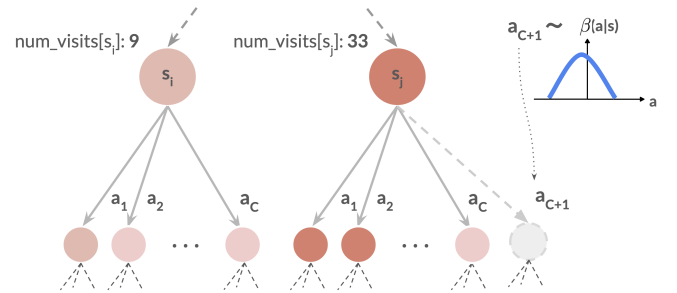 num_visits[s_i]: 9
num_visits[s_j]: 33
a_{C+1} ~ β(a|s)
s_i
s_j
a
a_1 a_2 a_C
a_1 a_2 a_C
a_{C+1}
...
...